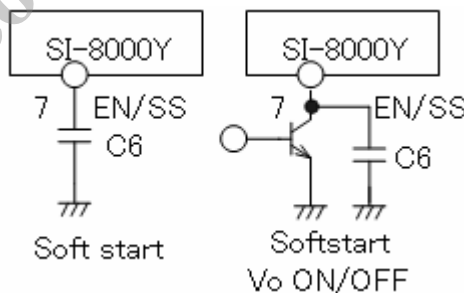 SI-8000Y
7 EN/SS
C6
Soft start
SI-8000Y
7 EN/SS
C6
Softstart
Vo ON/OFF